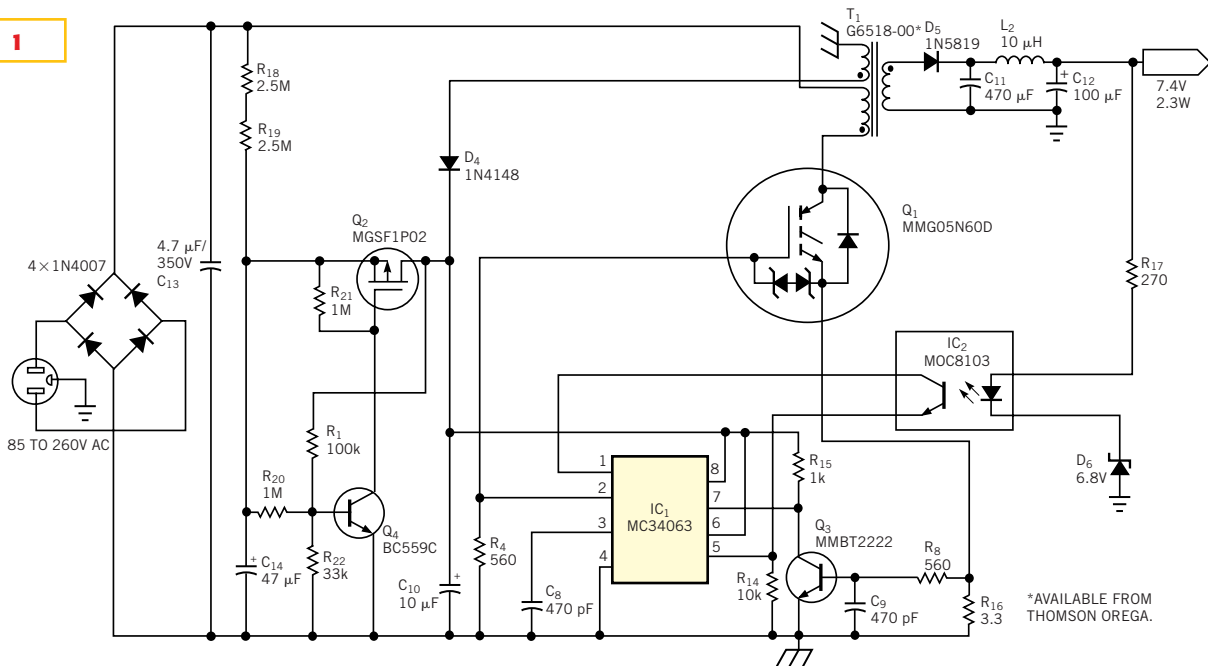 1
T1
G6518-00*
D5
1N5819
L2
10 µH
C11
470 µF
+
C12
100 µF
7.4V
2.3W
R18
2.5M
R19
2.5M
D4
1N4148
Q2
MGSF1P02
Q1
MMG05N60D
4×1N4007
4.7 µF/
350V
C13
R21
1M
R17
270
IC2
MOC8103
85 TO 260V AC
R1
100k
R20
1M
Q4
BC559C
+
C14
47 µF
R22
33k
C10
10 µF
+
R4
560
1
2
3
4
IC1
MC34063
8
7
6
5
R15
1k
D6
6.8V
Q3
MMBT2222
R8
560
C8
470 pF
R14
10k
C9
470 pF
R16
3.3
*AVAILABLE FROM
THOMSON OREGA.